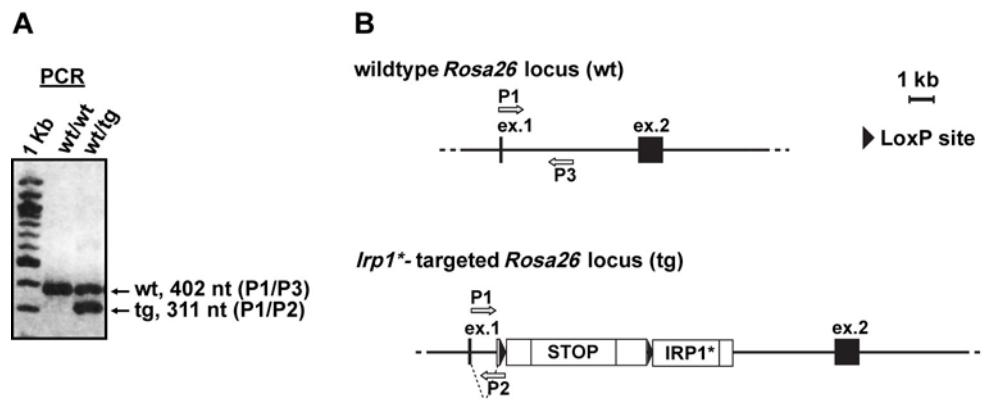 A
PCR
1 Kb
wt/wt
wt/tg
wt, 402 nt (P1/P3)
tg, 311 nt (P1/P2)
B
wildtype Rosa26 locus (wt)
P1
ex.1
ex.2
P3
1 kb
LoxP site
Irp1*- targeted Rosa26 locus (tg)
P1
ex.1
ex.2
STOP
IRP1*
P2